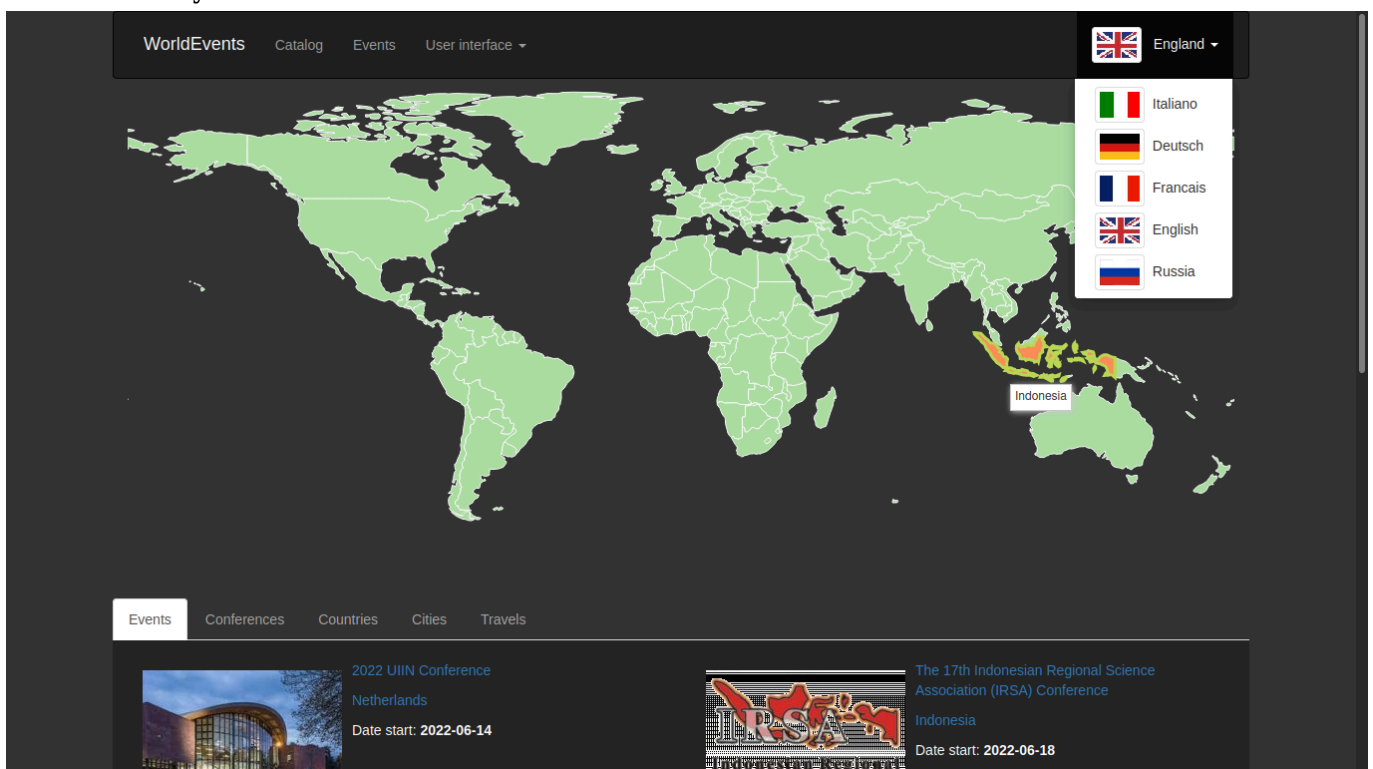 WorldEvents Catalog Events User interface England
Italiano
Deutsch
Francais
English
Russia
Indonesia
Events Conferences Countries Cities Travels
2022 UIIN Conference
Netherlands
Date start: 2022-06-14
The 17th Indonesian Regional Science
Association (IRSA) Conference
Indonesia
Date start: 2022-06-18
IRSA
Indonesian Regional